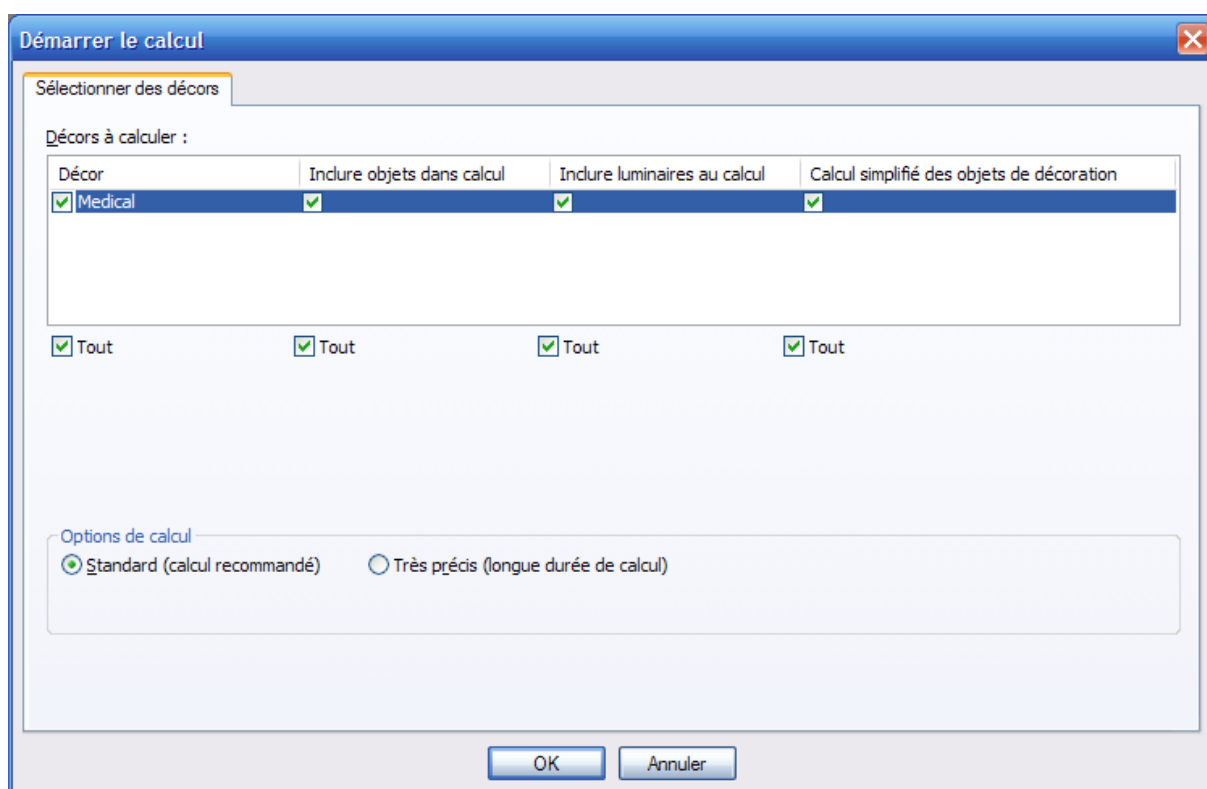 Démarrer le calcul
Sélectionner des décors
Décors à calculer :
Décor Inclure objets dans calcul Inclure luminaires au calcul Calcul simplifié des objets de décoration
Medical
Tout Tout Tout Tout
Options de calcul
Standard (calcul recommandé) Très précis (longue durée de calcul)
OK Annuler